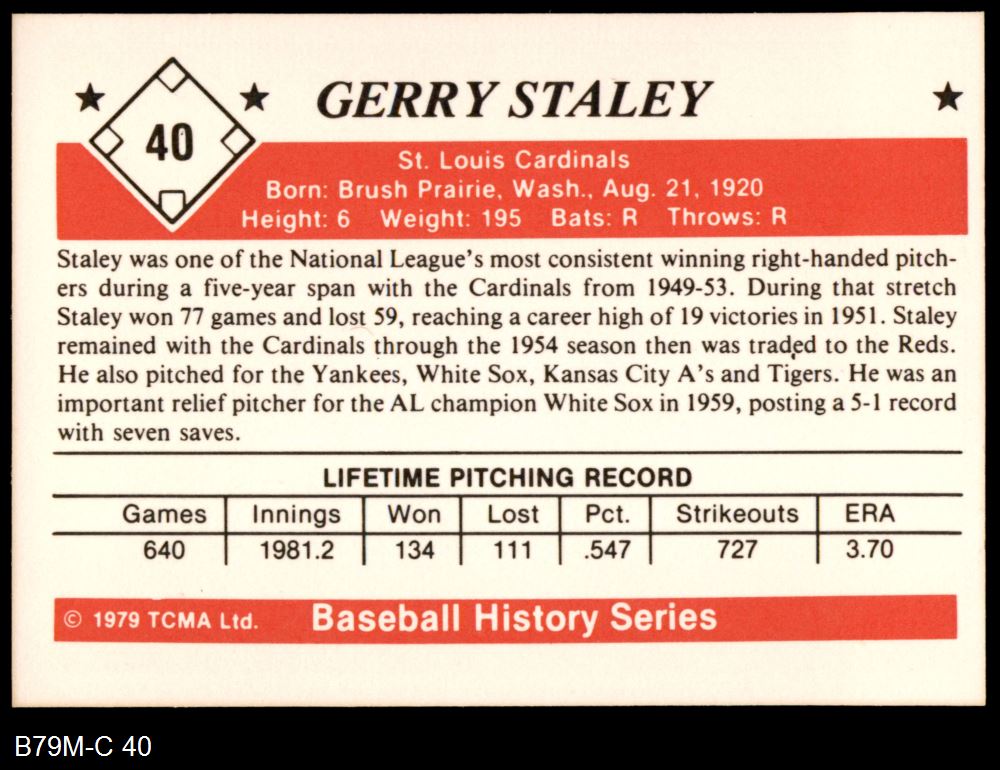 GERRY STALEY
40
St. Louis Cardinals
Born: Brush Prairie, Wash., Aug. 21, 1920
Height: 6 Weight: 195 Bats: R Throws: R
Staley was one of the National League's most consistent winning right-handed pitch-
ers during a five-year span with the Cardinals from 1949-53. During that stretch
Staley won 77 games and lost 59, reaching a career high of 19 victories in 1951. Staley
remained with the Cardinals through the 1954 season then was traded to the Reds.
He also pitched for the Yankees, White Sox, Kansas City A's and Tigers. He was an
important relief pitcher for the AL champion White Sox in 1959, posting a 5-1 record
with seven saves.
LIFETIME PITCHING RECORD
Games Innings Won Lost Pct. Strikeouts ERA
640 1981.2 134 111 .547 727 3.70
© 1979 TCMA Ltd. Baseball History Series
B79M-C 40